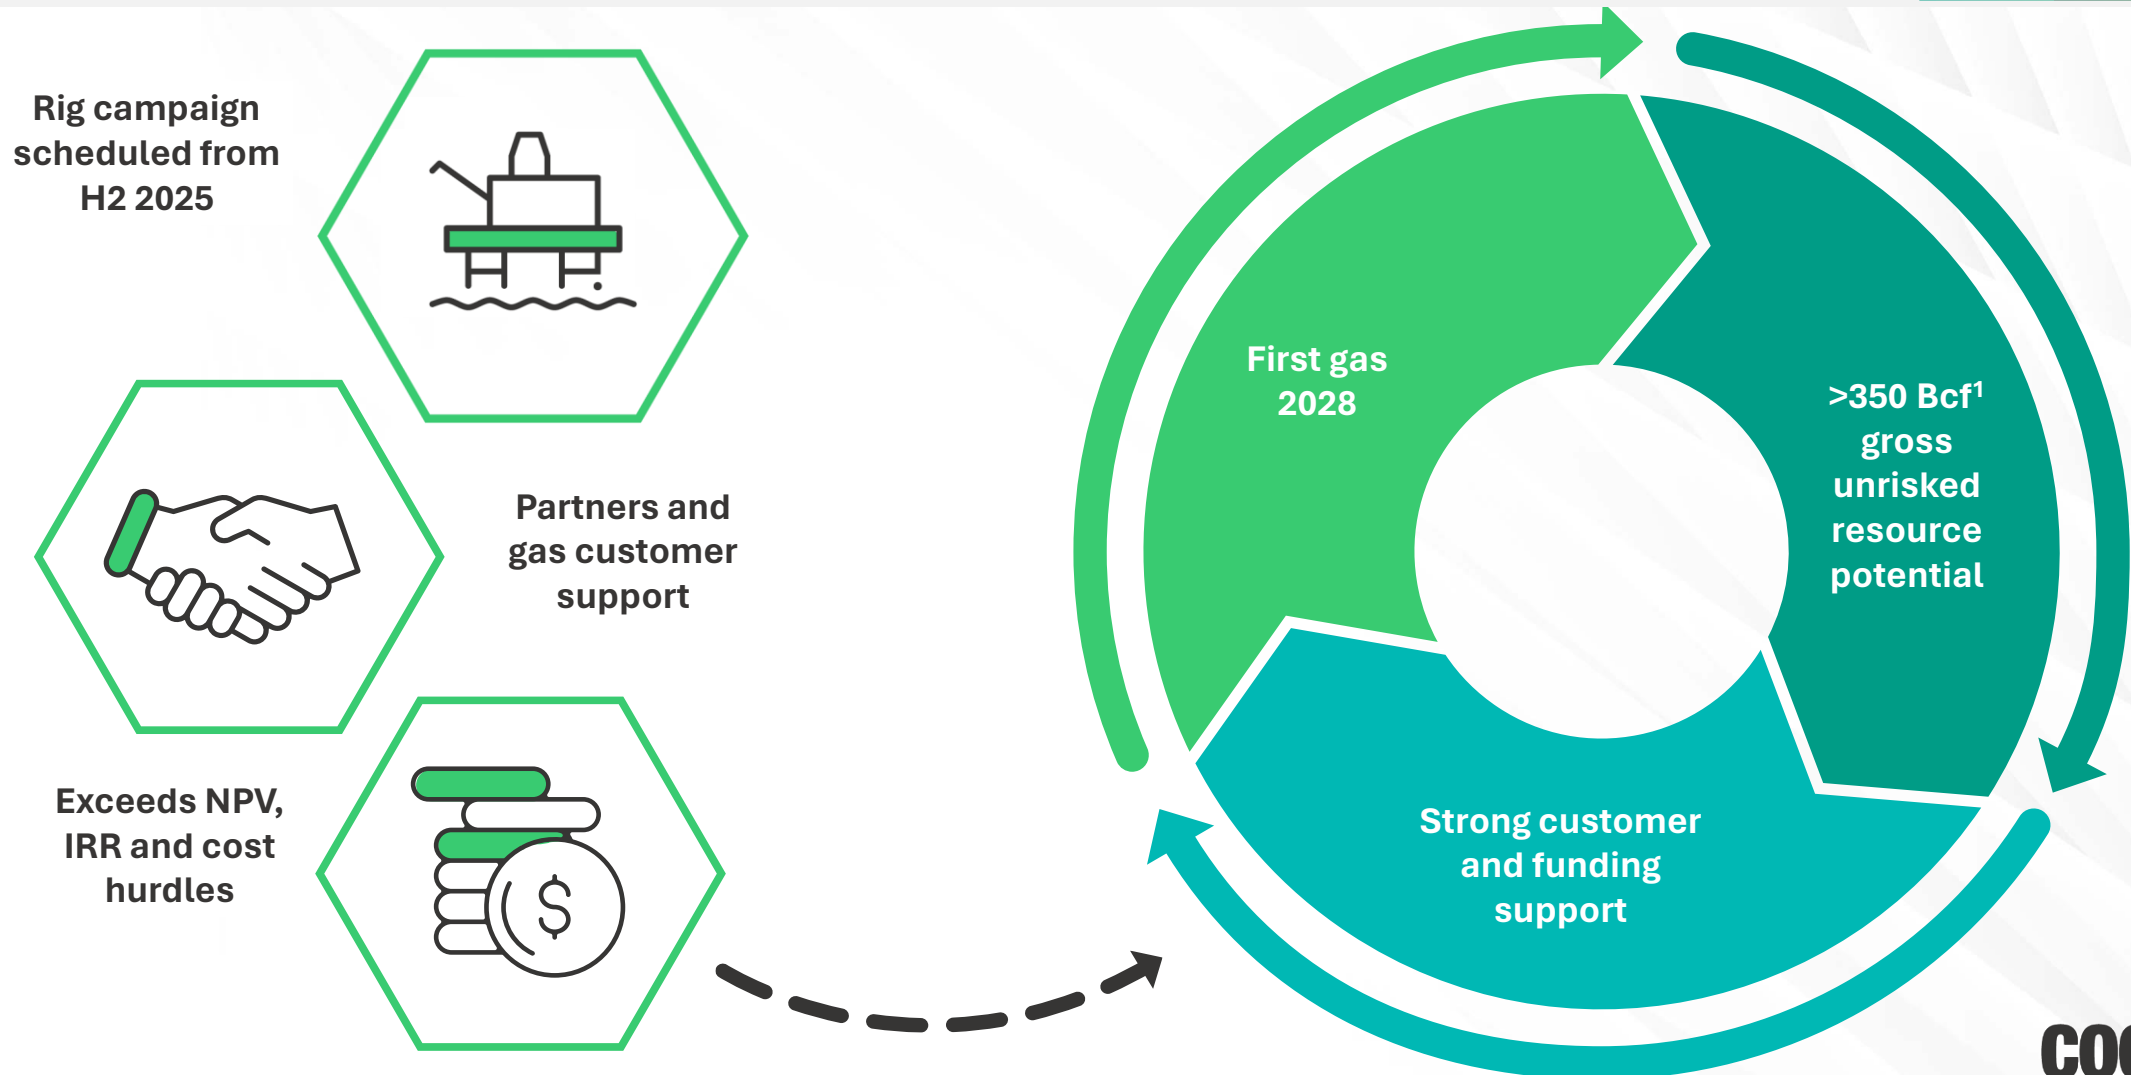 Rig campaign
scheduled from
H2 2025
Partners and
gas customer
support
Exceeds NPV,
IRR and cost
hurdles
$
First gas
2028
>350 Bcf¹
gross
unrisked
resource
potential
Strong customer
and funding
support